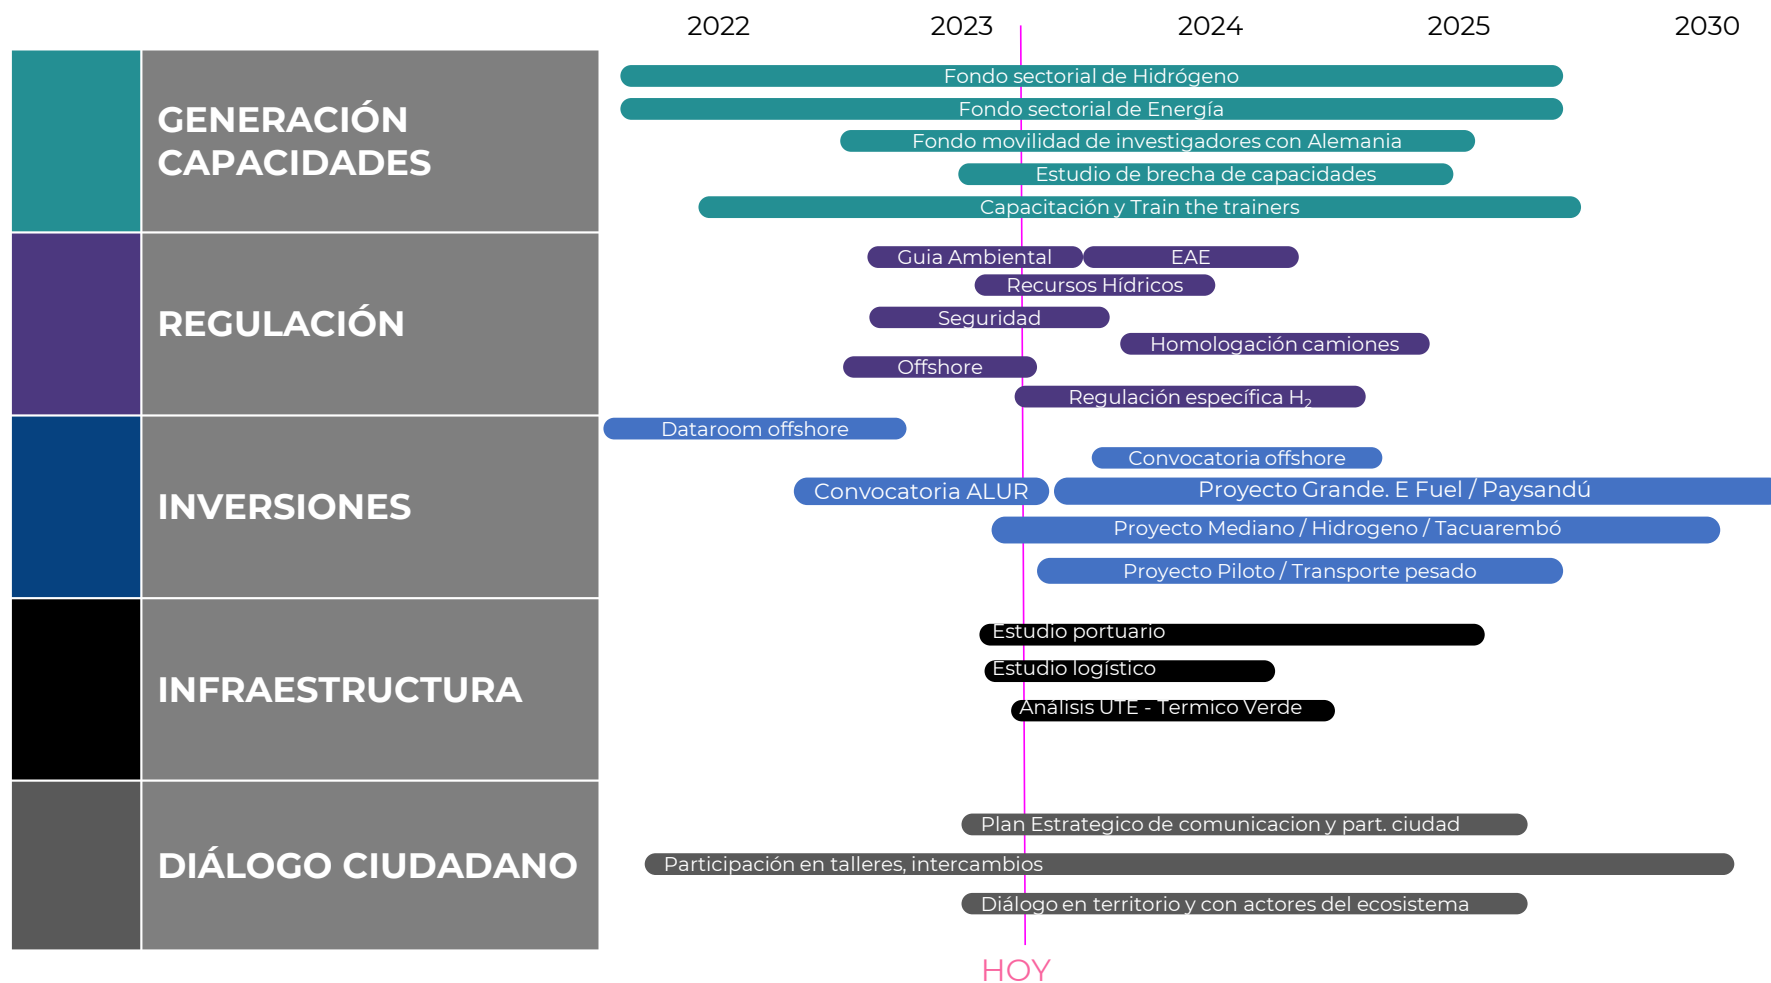 2022 2023 2024 2025 2030
GENERACIÓN
CAPACIDADES
Fondo sectorial de Hidrógeno
Fondo sectorial de Energía
Fondo movilidad de investigadores con Alemania
Estudio de brecha de capacidades
Capacitación y Train the trainers
REGULACIÓN
Guia Ambiental
EAE
Recursos Hídricos
Seguridad
Homologación camiones
Offshore
Regulación específica H₂
INVERSIONES
Dataroom offshore
Convocatoria offshore
Convocatoria ALUR
Proyecto Grande. E Fuel / Paysandú
Proyecto Mediano / Hidrogeno / Tacuarembó
Proyecto Piloto / Transporte pesado
INFRAESTRUCTURA
Estudio portuario
Estudio logístico
Análisis UTE - Termico Verde
DIÁLOGO CIUDADANO
Plan Estrategico de comunicacion y part. ciudad
Participación en talleres, intercambios
Diálogo en territorio y con actores del ecosistema
HOY